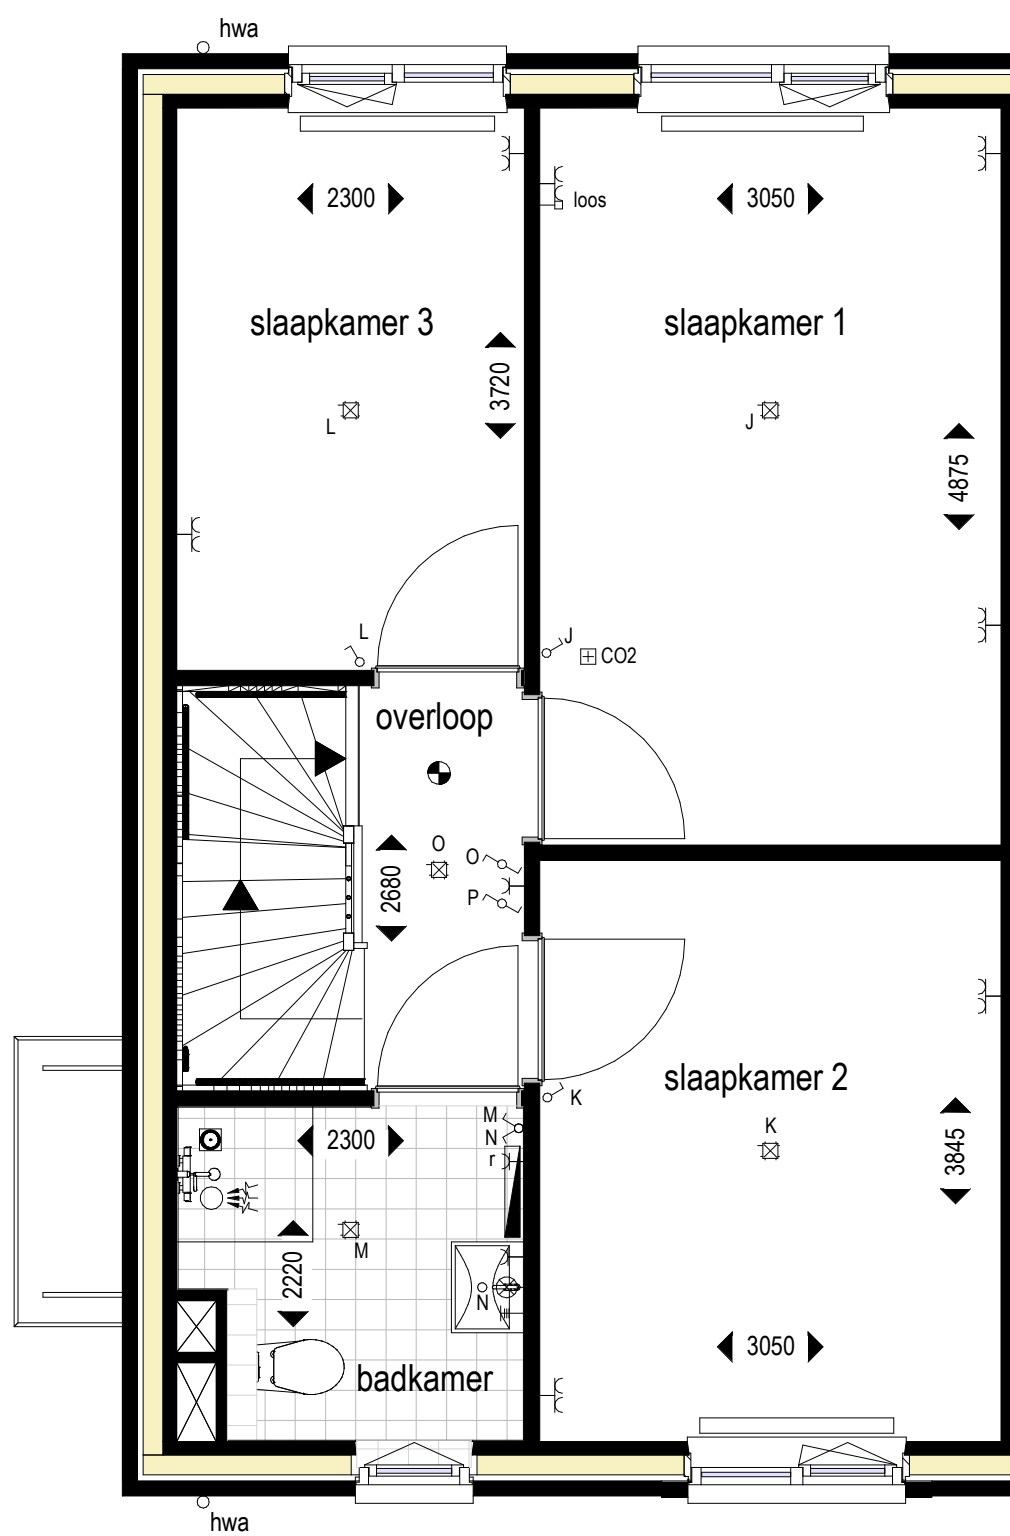 hwa
2300
3050
loos
slaapkamer 3
slaapkamer 1
3720
L
J
4875
L
J
CO2
overloop
O
O
2680
P
slaapkamer 2
K
M
K
N
2300
r
3845
M
2220
N
3050
badkamer
hwa